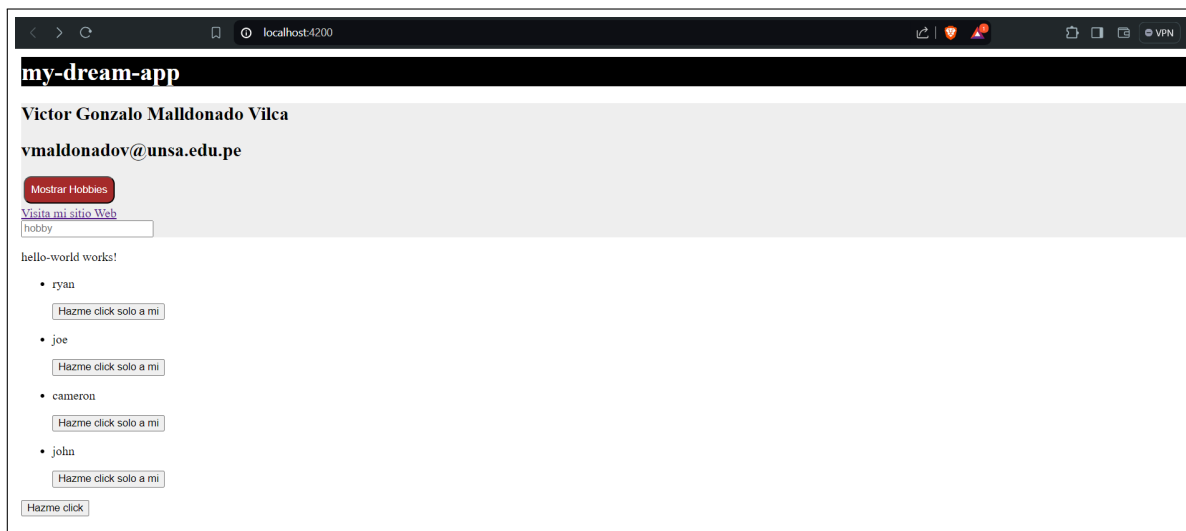 localhost:4200
1
VPN
my-dream-app
Victor Gonzalo Malldonado Vilca
vmaldonadov@unsa.edu.pe
Mostrar Hobbies
Visita mi sitio Web
hobby
hello-world works!
ryan
Hazme click solo a mi
joe
Hazme click solo a mi
cameron
Hazme click solo a mi
john
Hazme click solo a mi
Hazme click